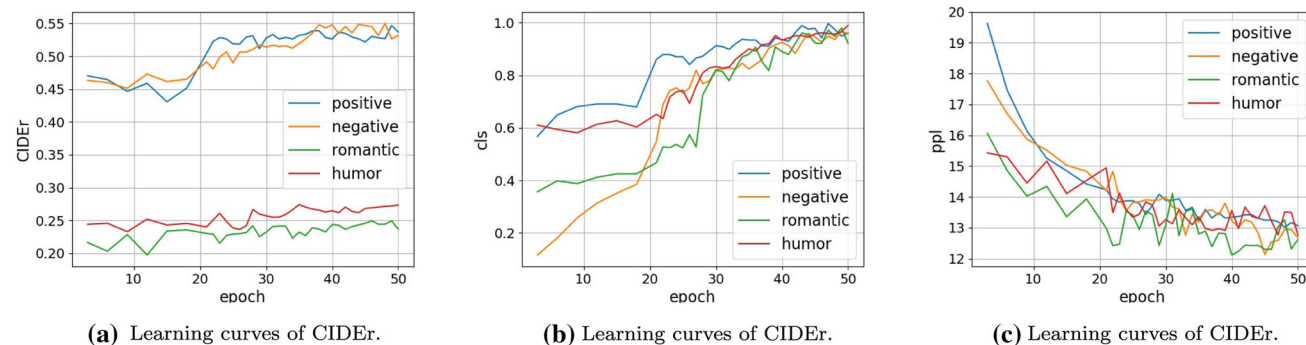 0.55
0.50
0.45
0.40
0.35
0.30
0.25
0.20
CIDEr
positive
negative
romantic
humor
10 20 30 40 50
epoch
(a) Learning curves of CIDEr.
1.0
0.8
0.6
0.4
0.2
cls
positive
negative
romantic
humor
10 20 30 40 50
epoch
(b) Learning curves of CIDEr.
20
19
18
17
16
15
14
13
12
ppl
positive
negative
romantic
humor
10 20 30 40 50
epoch
(c) Learning curves of CIDEr.